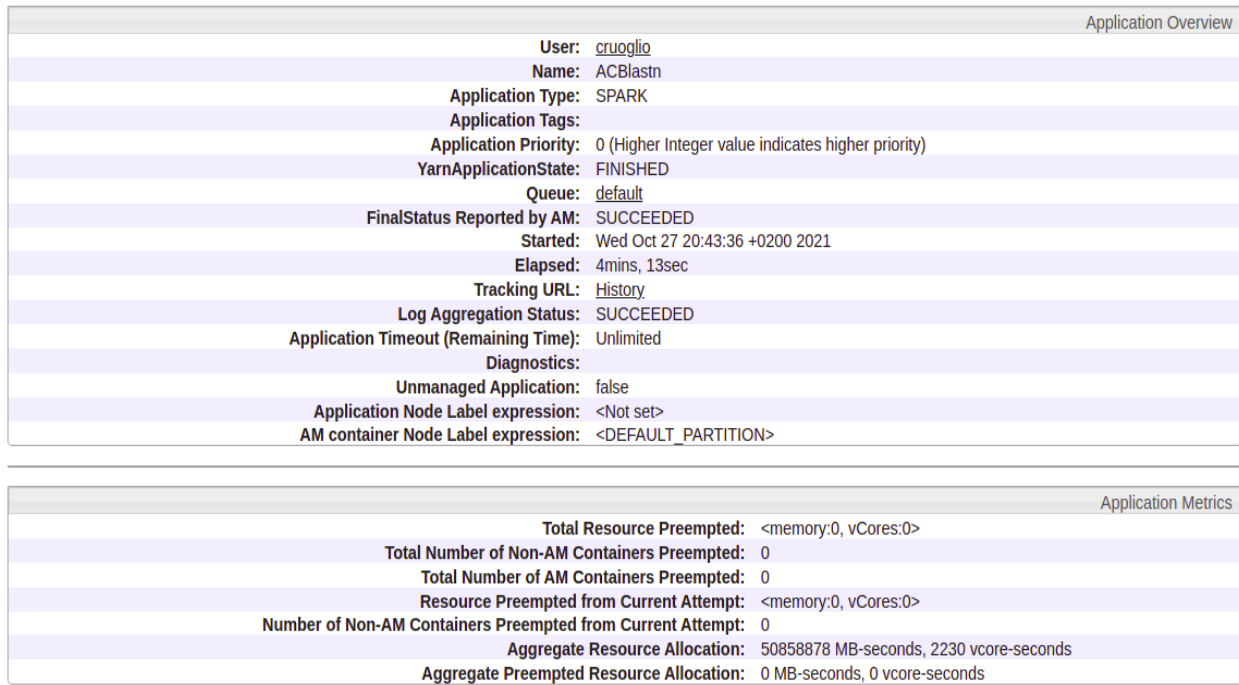 Application Overview
User: cruoglio
Name: ACBlastn
Application Type: SPARK
Application Tags:
Application Priority: 0 (Higher Integer value indicates higher priority)
YarnApplicationState: FINISHED
Queue: default
FinalStatus Reported by AM: SUCCEEDED
Started: Wed Oct 27 20:43:36 +0200 2021
Elapsed: 4mins, 13sec
Tracking URL: History
Log Aggregation Status: SUCCEEDED
Application Timeout (Remaining Time): Unlimited
Diagnostics:
Unmanaged Application: false
Application Node Label expression: <Not set>
AM container Node Label expression: <DEFAULT_PARTITION>
Application Metrics
Total Resource Preempted: <memory:0, vCores:0>
Total Number of Non-AM Containers Preempted: 0
Total Number of AM Containers Preempted: 0
Resource Preempted from Current Attempt: <memory:0, vCores:0>
Number of Non-AM Containers Preempted from Current Attempt: 0
Aggregate Resource Allocation: 50858878 MB-seconds, 2230 vcore-seconds
Aggregate Preempted Resource Allocation: 0 MB-seconds, 0 vcore-seconds